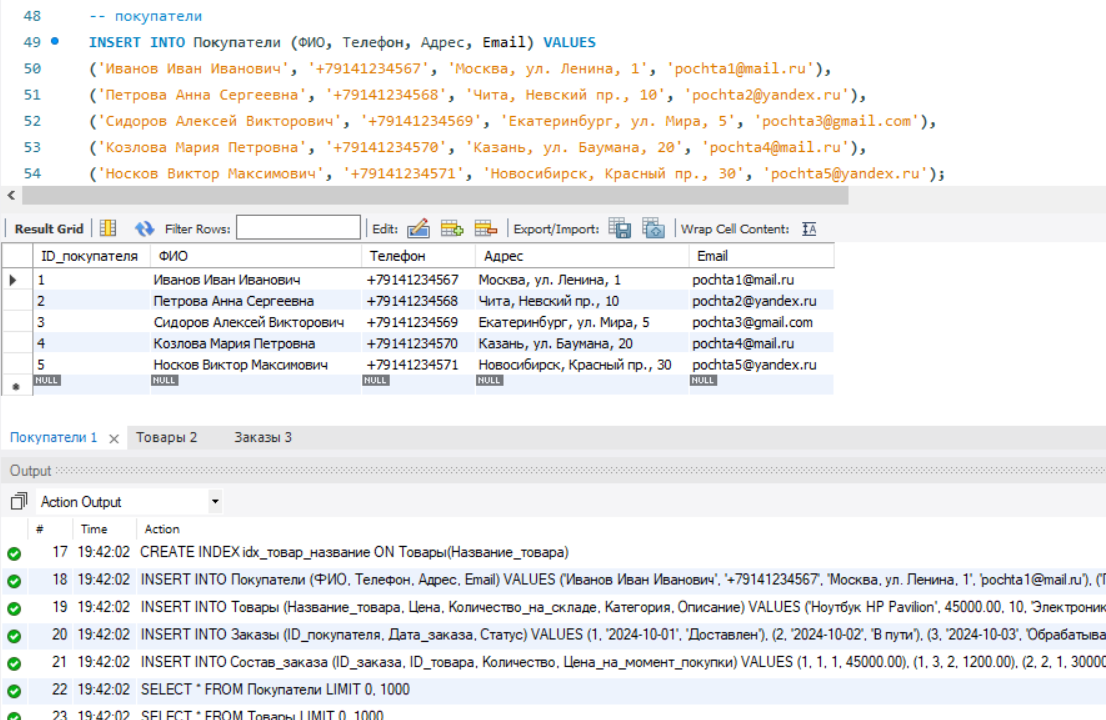 48 -- покупатели
49 INSERT INTO Покупатели (ФИО, Телефон, Адрес, Email) VALUES
50 ('Иванов Иван Иванович', '+79141234567', 'Москва, ул. Ленина, 1', 'pochta1@mail.ru'),
51 ('Петрова Анна Сергеевна', '+79141234568', 'Чита, Невский пр., 10', 'pochta2@yandex.ru'),
52 ('Сидоров Алексей Викторович', '+79141234569', 'Екатеринбург, ул. Мира, 5', 'pochta3@gmail.com'),
53 ('Козлова Мария Петровна', '+79141234570', 'Казань, ул. Баумана, 20', 'pochta4@mail.ru'),
54 ('Носков Виктор Максимович', '+79141234571', 'Новосибирск, Красный пр., 30', 'pochta5@yandex.ru');
Result Grid Filter Rows: Edit: Export/Import: Wrap Cell Content: IA
ID_покупателя ФИО Телефон Адрес Email
1 Иванов Иван Иванович +79141234567 Москва, ул. Ленина, 1 pochta1@mail.ru
2 Петрова Анна Сергеевна +79141234568 Чита, Невский пр., 10 pochta2@yandex.ru
3 Сидоров Алексей Викторович +79141234569 Екатеринбург, ул. Мира, 5 pochta3@gmail.com
4 Козлова Мария Петровна +79141234570 Казань, ул. Баумана, 20 pochta4@mail.ru
5 Носков Виктор Максимович +79141234571 Новосибирск, Красный пр., 30 pochta5@yandex.ru
NULL NULL NULL NULL NULL
Покупатели 1 Товары 2 Заказы 3
Output
Action Output
# Time Action
17 19:42:02 CREATE INDEX idx_товар_название ON Товары(Название_товара)
18 19:42:02 INSERT INTO Покупатели (ФИО, Телефон, Адрес, Email) VALUES ('Иванов Иван Иванович', '+79141234567', 'Москва, ул. Ленина, 1', 'pochta1@mail.ru'), ('П
19 19:42:02 INSERT INTO Товары (Название_товара, Цена, Количество_на_складе, Категория, Описание) VALUES ('Ноутбук HP Pavilion', 45000.00, 10, 'Электроник
20 19:42:02 INSERT INTO Заказы (ID_покупателя, Дата_заказа, Статус) VALUES (1, '2024-10-01', 'Доставлен'), (2, '2024-10-02', 'В пути'), (3, '2024-10-03', 'Обрабатыва
21 19:42:02 INSERT INTO Состав_заказа (ID_заказа, ID_товара, Количество, Цена_на_момент_покупки) VALUES (1, 1, 1, 45000.00), (1, 3, 2, 1200.00), (2, 2, 1, 30000
22 19:42:02 SELECT * FROM Покупатели LIMIT 0, 1000
23 19:42:02 SELECT * FROM Товары LIMIT 0, 1000